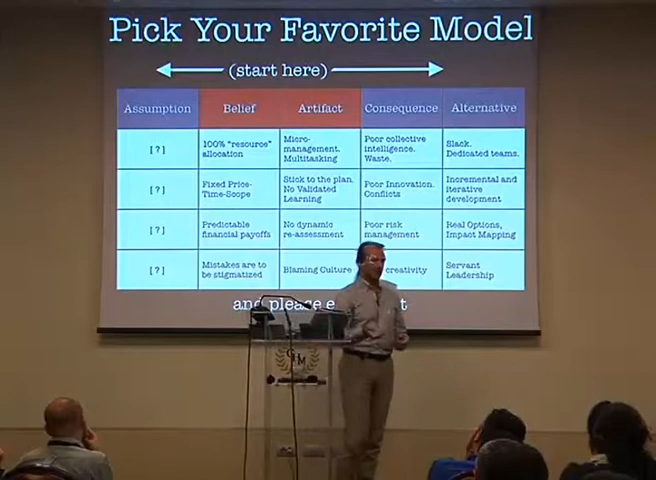 Pick Your Favorite Model
(start here)
Assumption Belief Artifact Consequence Alternative
[?]
100% "resource"
allocation
Micro-
management.
Multitasking
Poor collective
intelligence.
Waste.
Slack.
Dedicated teams.
[?]
Fixed Price-
Time-Scope
Stick to the plan.
No Validated
Learning
Poor Innovation.
Conflicts
Incremental and
iterative
development
[?]
Predictable
financial payoffs
No dynamic
re-assessment
Poor risk
management
Real Options,
Impact Mapping
[?]
Mistakes are to
be stigmatized
Blaming Culture
creativity
Servant
Leadership
and please
GHM